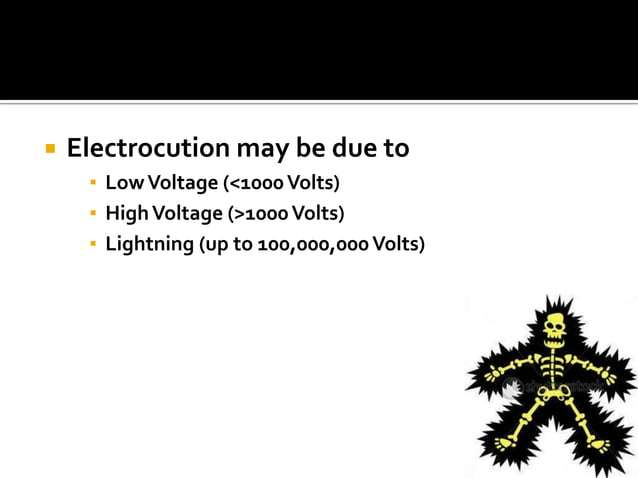 Electrocution may be due to
Low Voltage (<1000 Volts)
High Voltage (>1000 Volts)
Lightning (up to 100,000,000 Volts)